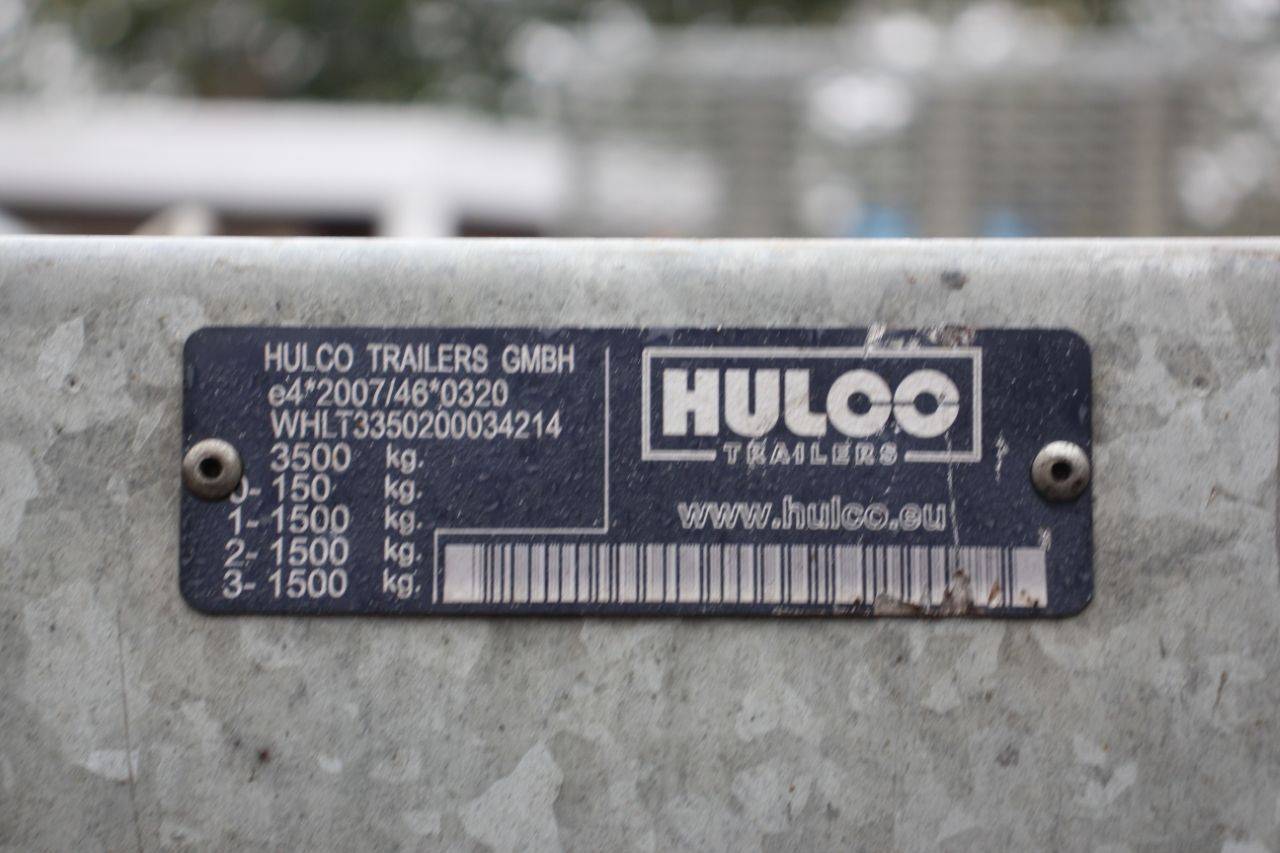 HULCO TRAILERS GMBH
e4*2007/46*0320
WHLT3350200034214
3500 kg.
0- 150 kg.
1- 1500 kg.
2- 1500 kg.
3- 1500 kg.
HULCO
TRAILERS
www.hulco.eu